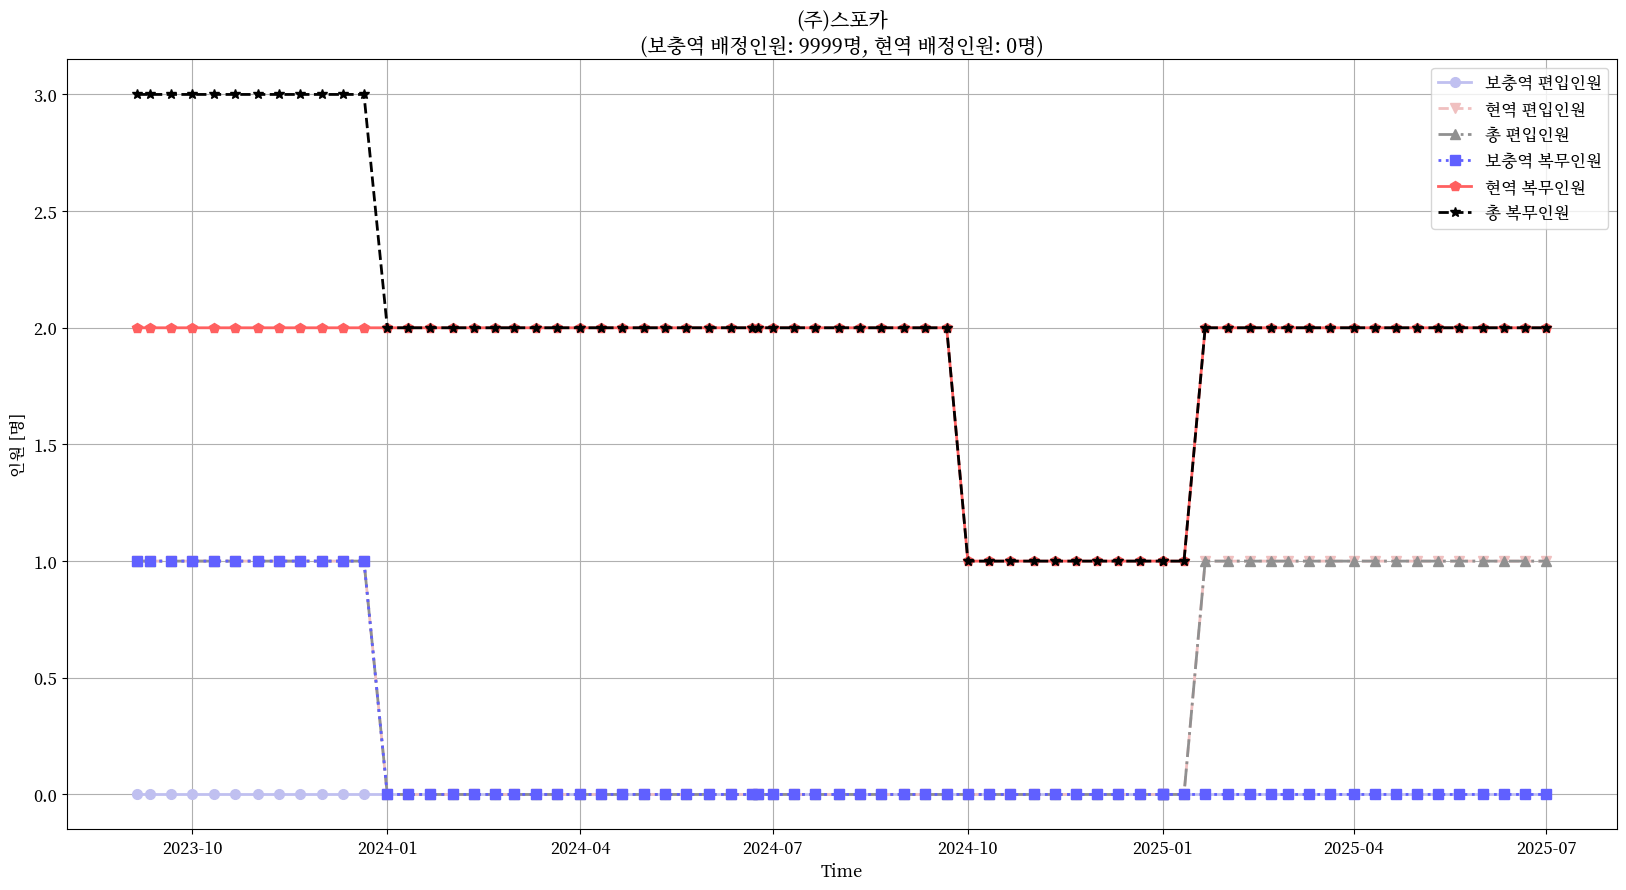 (주)스포카
(보충역 배정인원: 9999명, 현역 배정인원: 0명)
보충역 편입인원
현역 편입인원
총 편입인원
보충역 복무인원
현역 복무인원
총 복무인원
인원 [명]
3.0
2.5
2.0
1.5
1.0
0.5
0.0
2023-10
2024-01
2024-04
2024-07
2024-10
2025-01
2025-04
2025-07
Time